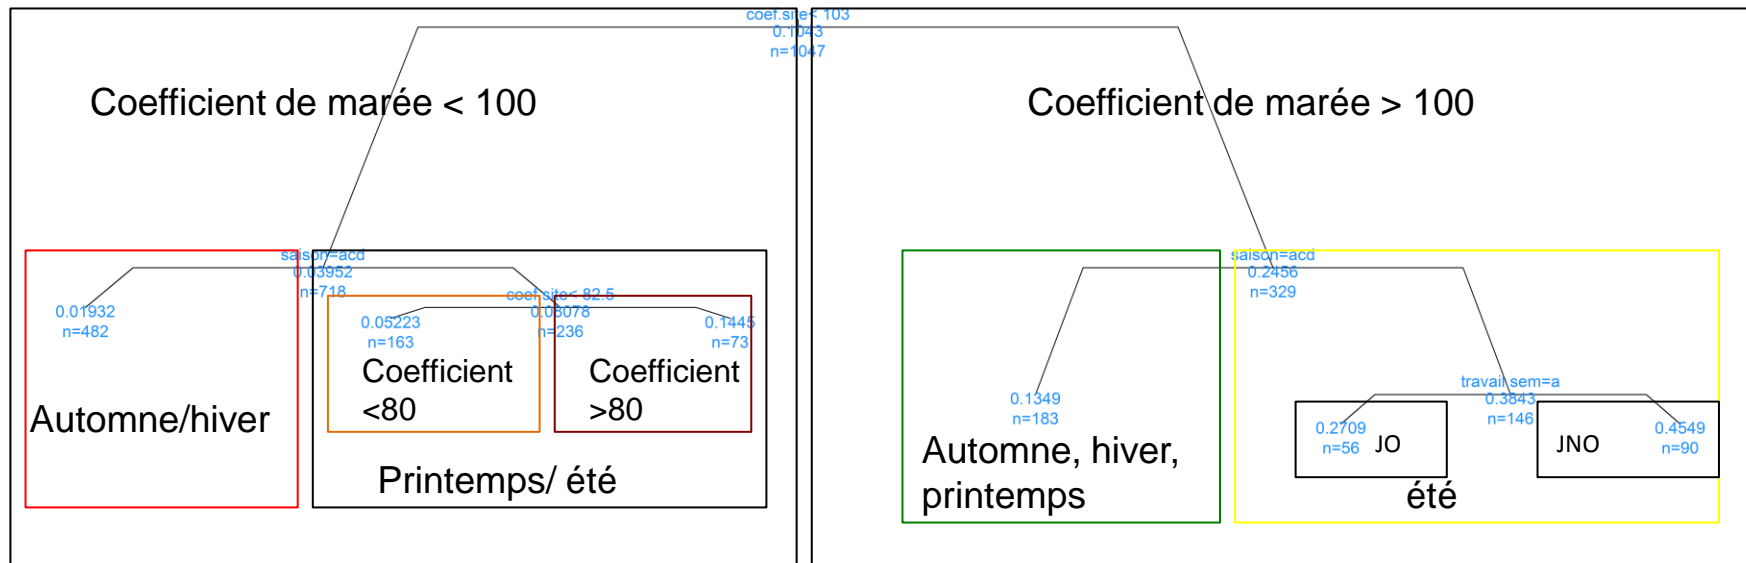 coef.site< 103
0.1043
n=1047
Coefficient de marée < 100
Coefficient de marée > 100
saison=acd
0.03952
n=718
saison=acd
0.2456
n=329
0.01932
n=482
coef.site< 82.5
0.08078
n=236
0.05223
n=163
0.1445
n=73
Coefficient
<80
Coefficient
>80
Automne/hiver
Printemps/ été
0.1349
n=183
Automne, hiver,
printemps
travail.sem=a
0.3843
n=146
0.2709
n=56
JO
JNO
0.4549
n=90
été